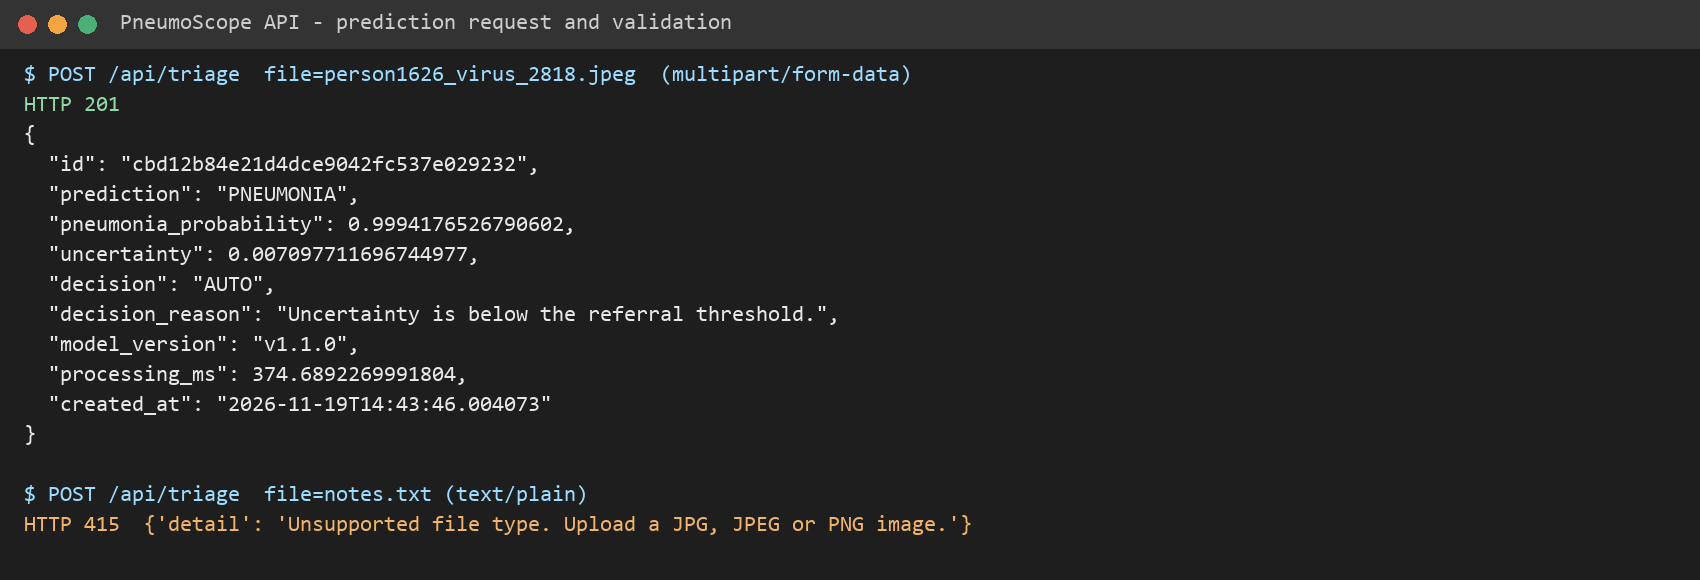 PneumoScope API - prediction request and validation
$ POST /api/triage  file=person1626_virus_2818.jpeg  (multipart/form-data)
HTTP 201
{
  "id": "cbd12b84e21d4dce9042fc537e029232",
  "prediction": "PNEUMONIA",
  "pneumonia_probability": 0.9994176526790602,
  "uncertainty": 0.007097711696744977,
  "decision": "AUTO",
  "decision_reason": "Uncertainty is below the referral threshold.",
  "model_version": "v1.1.0",
  "processing_ms": 374.6892269991804,
  "created_at": "2026-11-19T14:43:46.004073"
}
$ POST /api/triage  file=notes.txt (text/plain)
HTTP 415  {'detail': 'Unsupported file type. Upload a JPG, JPEG or PNG image.'}